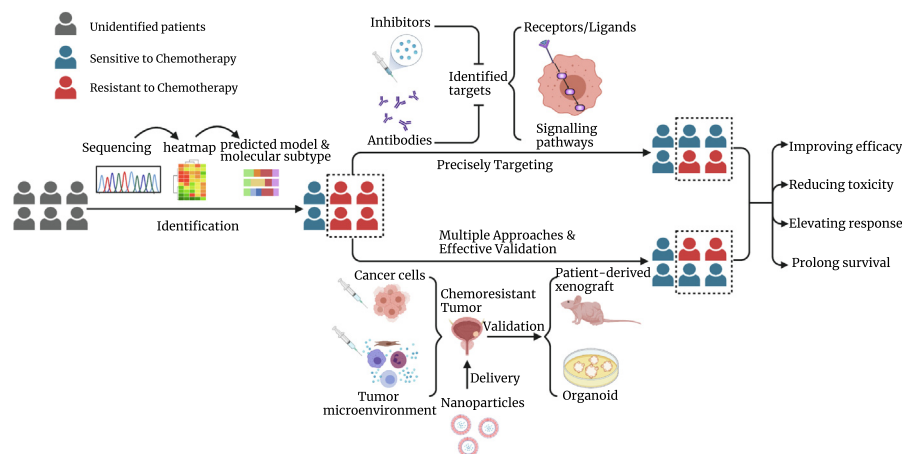 Unidentified patients
Sensitive to Chemotherapy
Resistant to Chemotherapy
Sequencing
heatmap
predicted model &
molecular subtype
Identification
Inhibitors
Antibodies
Identified
targets
Receptors/Ligands
Signalling
pathways
Precisely Targeting
Multiple Approaches &
Effective Validation
Cancer cells
Tumor
microenvironment
Chemoresistant
Tumor
Validation
Delivery
Nanoparticles
Patient-derived
xenograft
Organoid
Improving efficacy
Reducing toxicity
Elevating response
Prolong survival